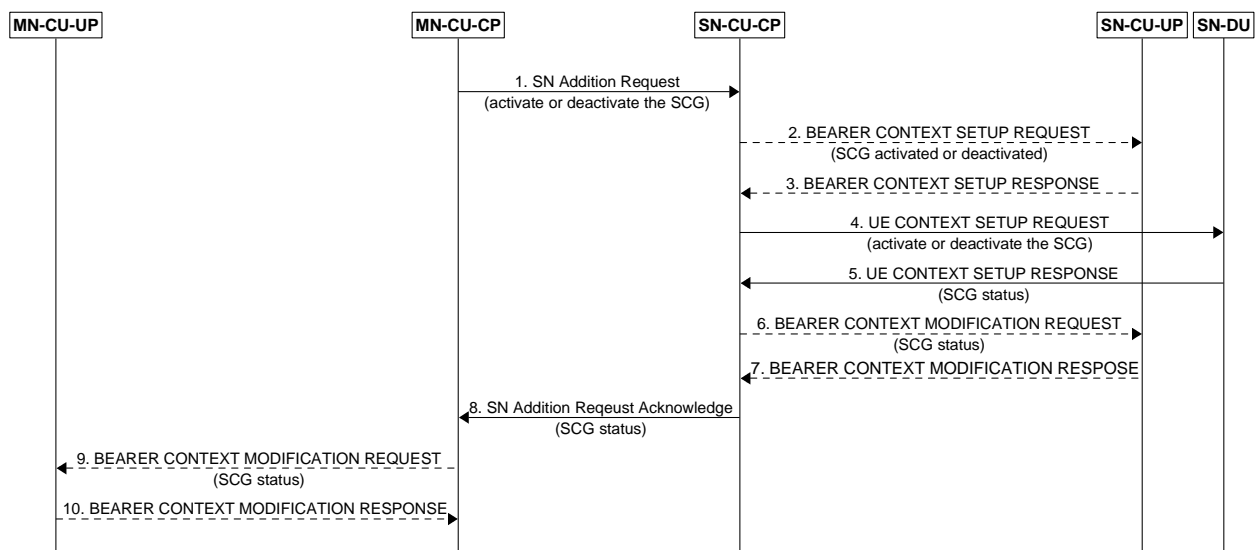 MN-CU-UP MN-CU-CP SN-CU-CP SN-CU-UP SN-DU
1. SN Addition Request
(activate or deactivate the SCG)
2. BEARER CONTEXT SETUP REQUEST
(SCG activated or deactivated)
3. BEARER CONTEXT SETUP RESPONSE
4. UE CONTEXT SETUP REQUEST
(activate or deactivate the SCG)
5. UE CONTEXT SETUP RESPONSE
(SCG status)
6. BEARER CONTEXT MODIFICATION REQUEST
(SCG status)
7. BEARER CONTEXT MODIFICATION RESPOSE
8. SN Addition Reqeust Acknowledge
(SCG status)
9. BEARER CONTEXT MODIFICATION REQUEST
(SCG status)
10. BEARER CONTEXT MODIFICATION RESPONSE